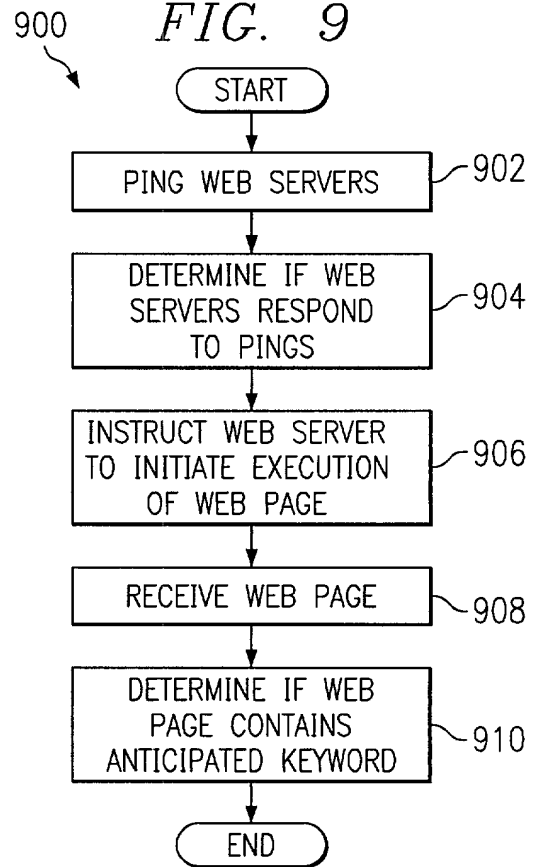 FIG. 9
900
START
PING WEB SERVERS
902
DETERMINE IF WEB
SERVERS RESPOND
TO PINGS
904
INSTRUCT WEB SERVER
TO INITIATE EXECUTION
OF WEB PAGE
906
RECEIVE WEB PAGE
908
DETERMINE IF WEB
PAGE CONTAINS
ANTICIPATED KEYWORD
910
END